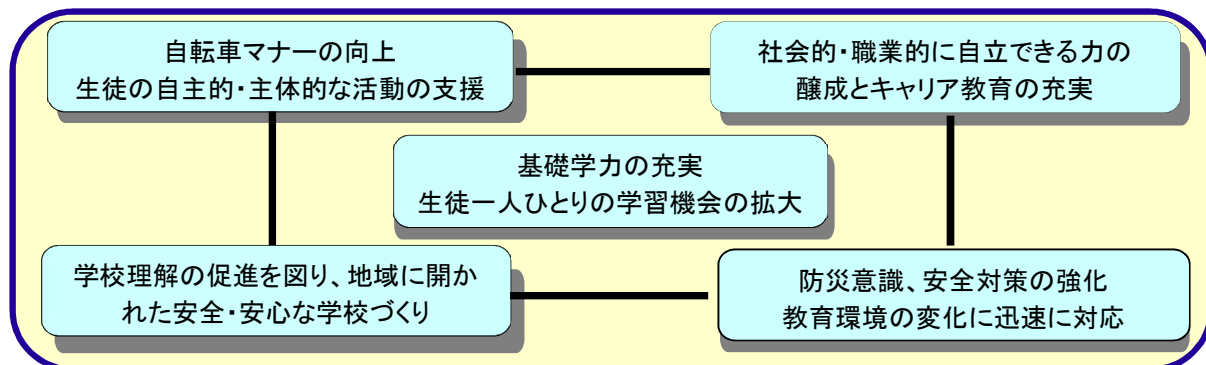 自転車マナーの向上
生徒の自主的・主体的な活動の支援
社会的・職業的に自立できる力の
醸成とキャリア教育の充実
基礎学力の充実
生徒一人ひとりの学習機会の拡大
学校理解の促進を図り、地域に開か
れた安全・安心な学校づくり
防災意識、安全対策の強化
教育環境の変化に迅速に対応